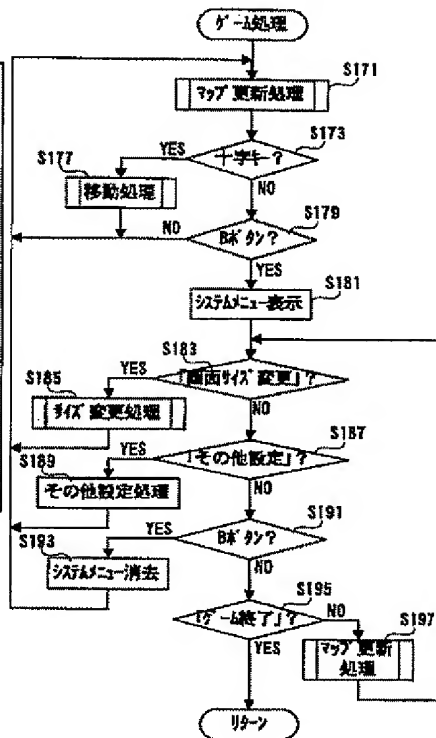 ゲーム処理
S171
マップ更新処理
S173
十字キー?
YES
NO
S177
移動処理
S179
Bボタン?
NO
YES
S181
システムメニュー表示
S183
「画面サイズ変更」?
YES
NO
S185
サイズ変更処理
S187
「その他設定」?
YES
NO
S189
その他設定処理
S191
Bボタン?
YES
NO
S193
システムメニュー消去
S195
「ゲーム終了」?
NO
YES
S197
マップ更新
処理
リターン